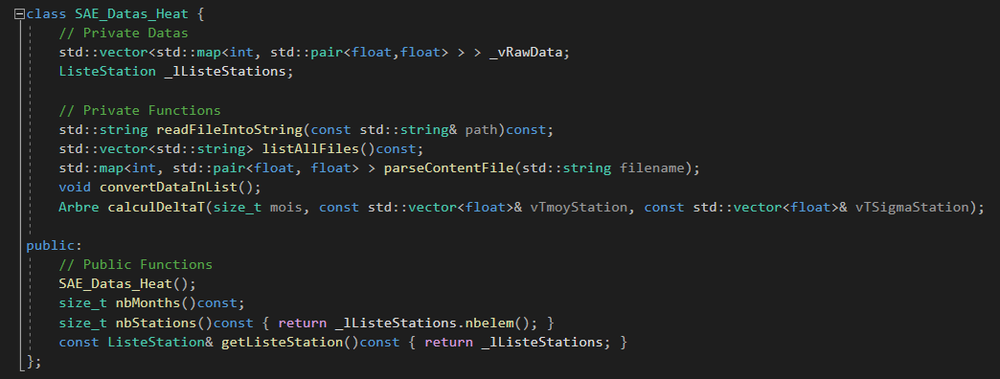 class SAE_Datas_Heat {
// Private Datas
std::vector<std::map<int, std::pair<float,float> > > _vRawData;
ListeStation _lListeStations;
// Private Functions
std::string readFileIntoString(const std::string& path)const;
std::vector<std::string> listAllFiles()const;
std::map<int, std::pair<float, float> > parseContentFile(std::string filename);
void convertDataInList();
Arbre calculDeltaT(size_t mois, const std::vector<float>& vTmoyStation, const std::vector<float>& vTSigmaStation);
public:
// Public Functions
SAE_Datas_Heat();
size_t nbMonths()const;
size_t nbStations()const { return _lListeStations.nbelem(); }
const ListeStation& getListeStation()const { return _lListeStations; }
};